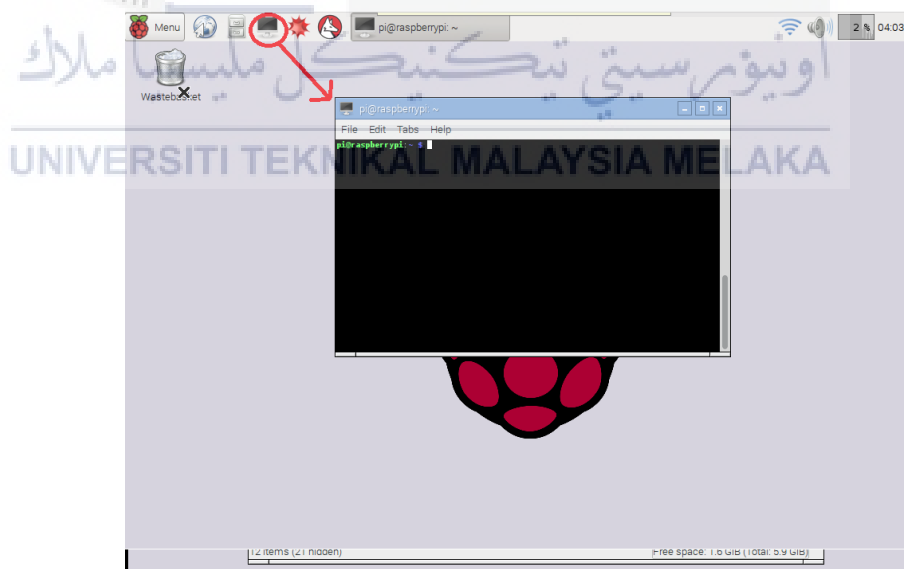 Menu pi@raspberrypi: ~ 2 % 04:03
اونيورسيتي تيكنيكل مليسيا ملاك
Wastebasket
pi@raspberrypi: ~
File Edit Tabs Help
UNIVERSITI TEKNIKAL MALAYSIA MELAKA
pi@raspberrypi:~ $
12 items (21 hidden) Free space: 1.6 GiB (Total: 5.9 GiB)